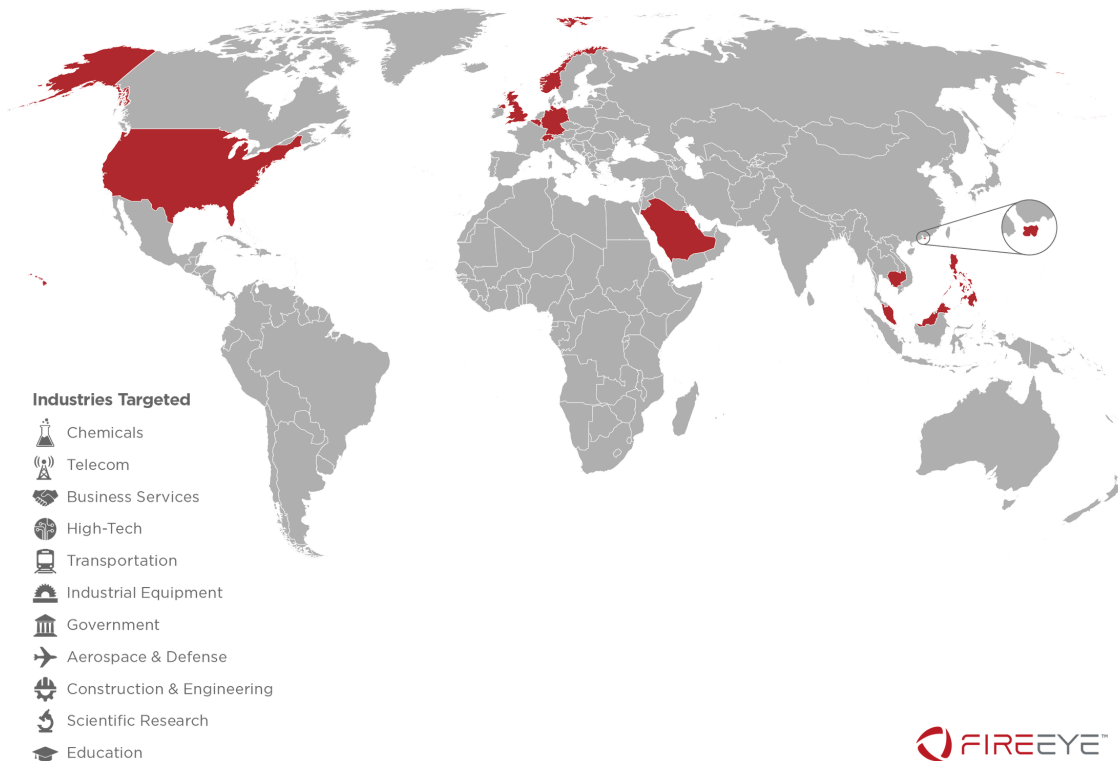 Industries Targeted
Chemicals
Telecom
Business Services
High-Tech
Transportation
Industrial Equipment
Government
Aerospace & Defense
Construction & Engineering
Scientific Research
Education
FIREEYE™